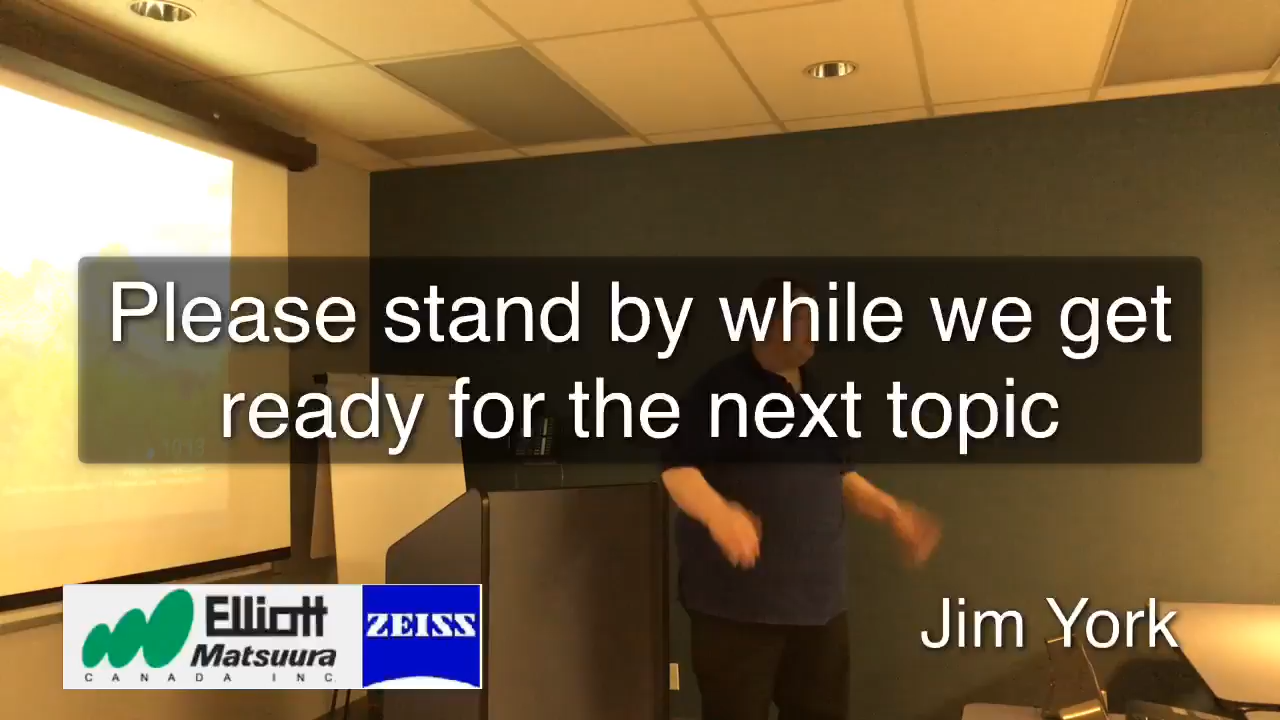 Please stand by while we get
ready for the next topic
Jim York
Elliott
Matsuura
CANADA INC.
ZEISS